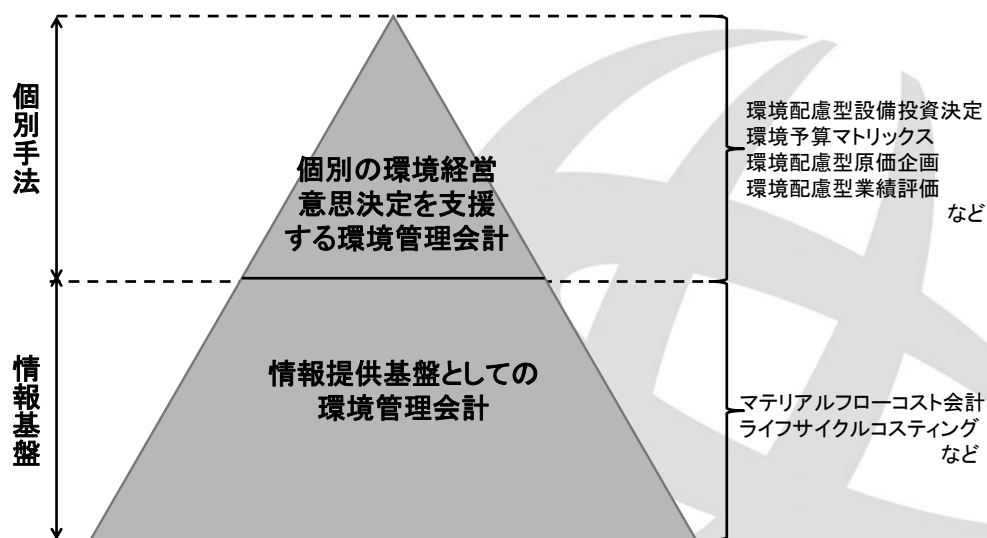 個別手法
個別の環境経営
意思決定を支援
する環境管理会計
環境配慮型設備投資決定
環境予算マトリックス
環境配慮型原価企画
環境配慮型業績評価
など
情報基盤
情報提供基盤としての
環境管理会計
マテリアルフローコスト会計
ライフサイクルコスティング
など